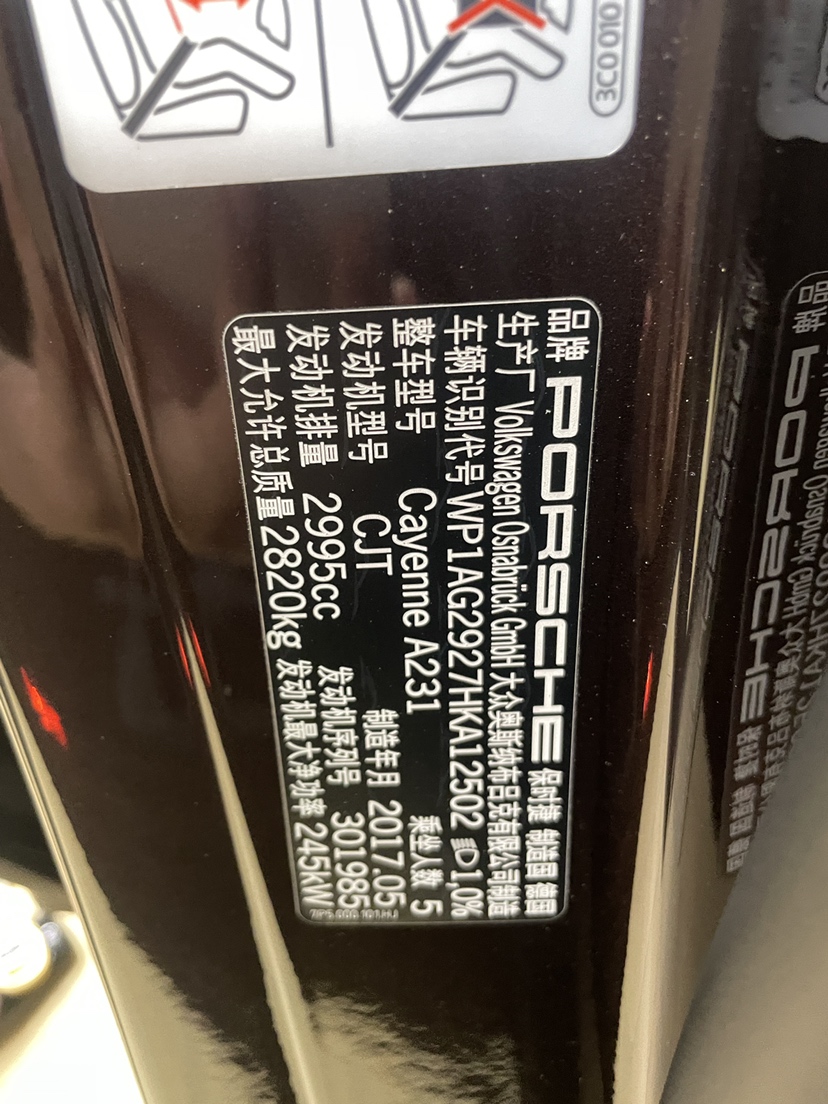 3C0 010
品牌 PORSCHE 保时捷 制造国 德国
生产厂 Volkswagen Osnabrück GmbH 大众奥斯纳布吕克有限公司制造
车辆识别代号 WP1AG2927HKA12502 1,0%
整车型号 Cayenne A231 乘坐人数 5
发动机型号 CJT 制造年月 2017.05
发动机排量 2995cc 发动机序列号 301985
最大允许总质量 2820kg 发动机最大净功率 245kW